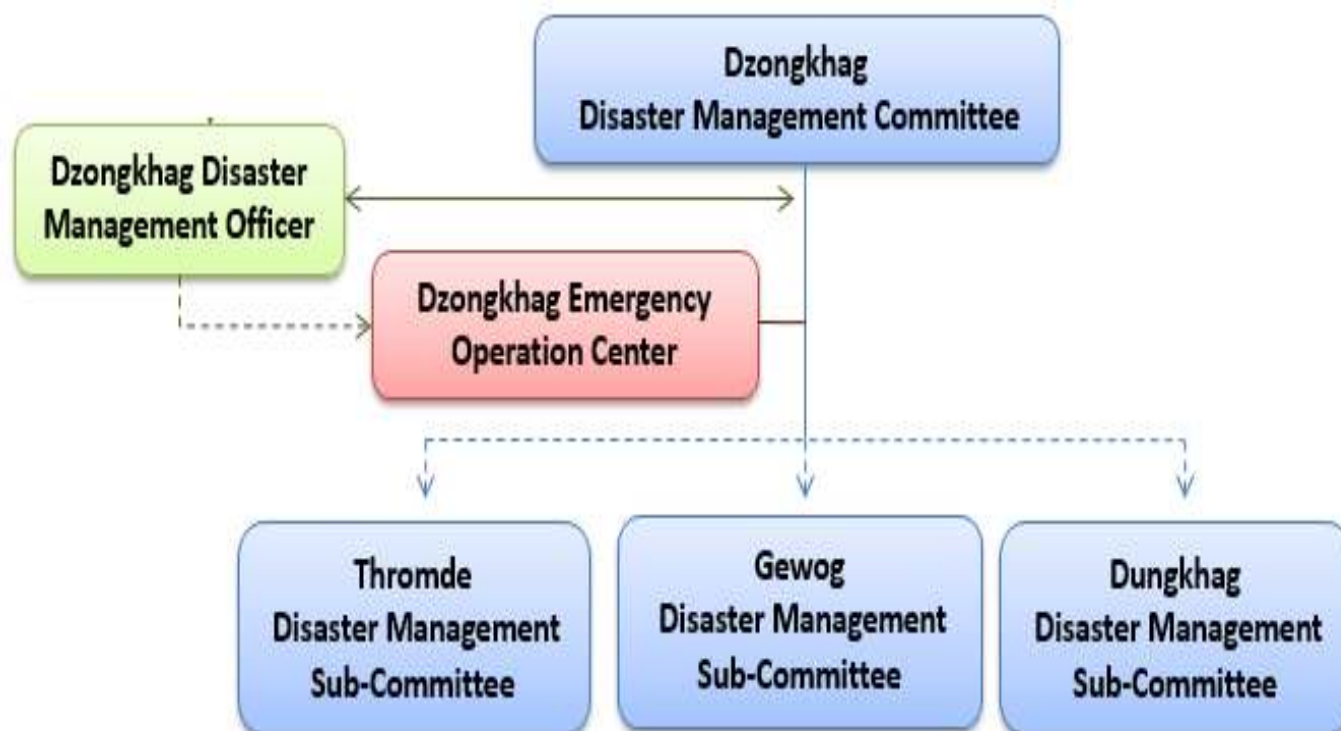 Dzongkhag
Disaster Management Committee
Dzongkhag Disaster
Management Officer
Dzongkhag Emergency
Operation Center
Thromde
Disaster Management
Sub-Committee
Gewog
Disaster Management
Sub-Committee
Dungkhag
Disaster Management
Sub-Committee